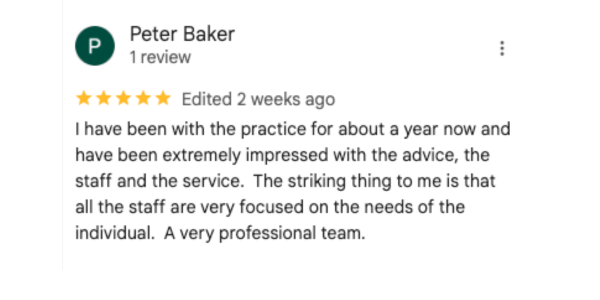 P
Peter Baker
1 review
Edited 2 weeks ago
I have been with the practice for about a year now and
have been extremely impressed with the advice, the
staff and the service.  The striking thing to me is that
all the staff are very focused on the needs of the
individual.  A very professional team.